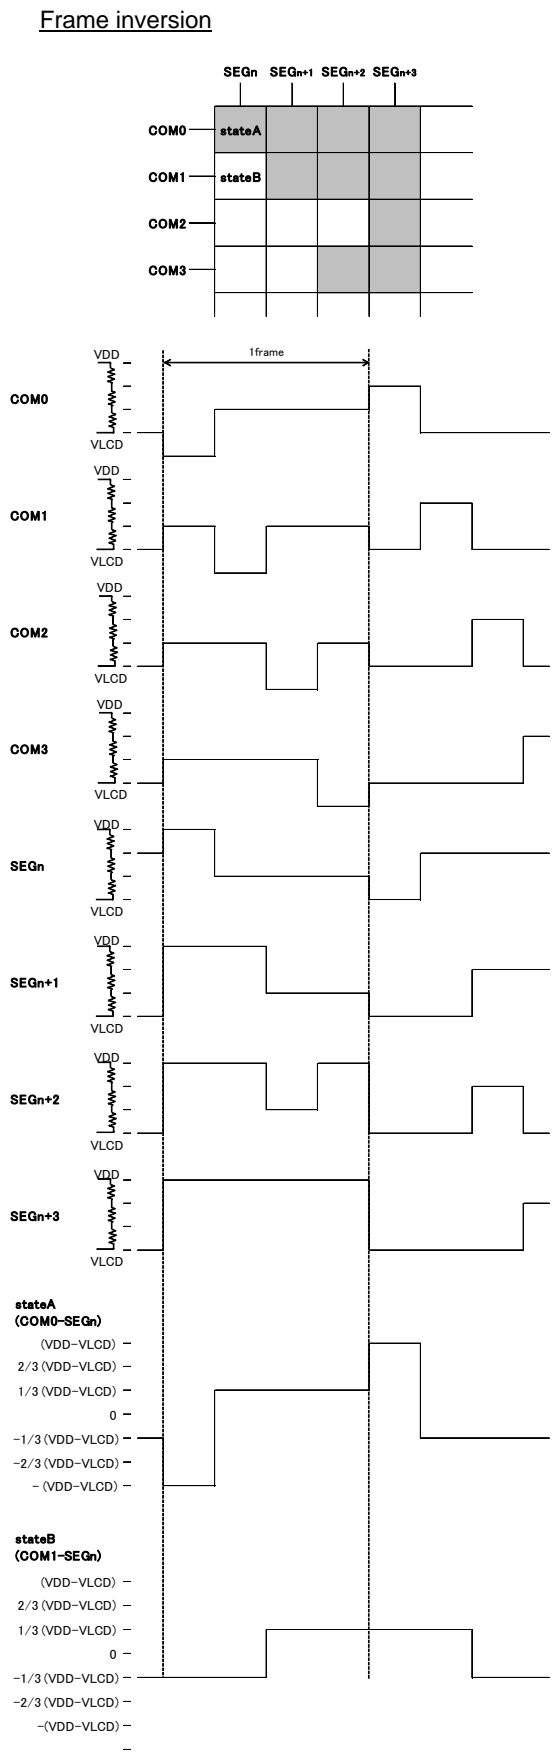 Frame inversion
SEGn SEGn+1 SEGn+2 SEGn+3
COM0 stateA
COM1 stateB
COM2
COM3
1frame
VDD
COM0
VLCD
VDD
COM1
VLCD
VDD
COM2
VLCD
VDD
COM3
VLCD
VDD
SEGn
VLCD
VDD
SEGn+1
VLCD
VDD
SEGn+2
VLCD
VDD
SEGn+3
VLCD
stateA
(COM0-SEGn)
(VDD-VLCD)
2/3(VDD-VLCD)
1/3(VDD-VLCD)
0
-1/3(VDD-VLCD)
-2/3(VDD-VLCD)
-(VDD-VLCD)
stateB
(COM1-SEGn)
(VDD-VLCD)
2/3(VDD-VLCD)
1/3(VDD-VLCD)
0
-1/3(VDD-VLCD)
-2/3(VDD-VLCD)
-(VDD-VLCD)